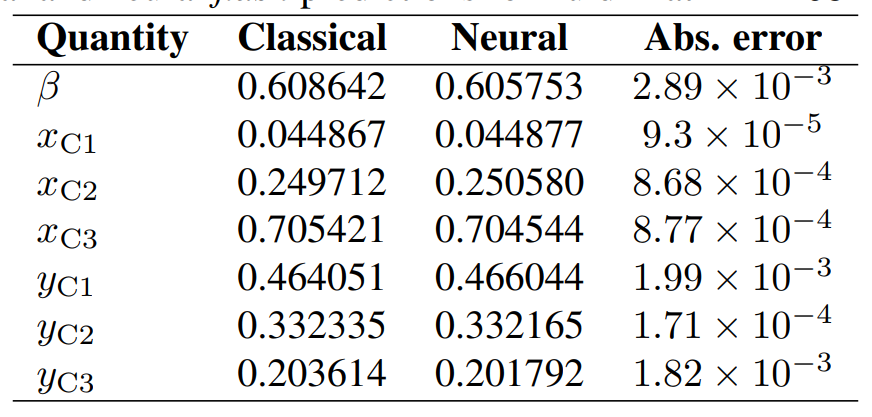 Quantity Classical Neural Abs. error
β 0.608642 0.605753 2.89 × 10⁻³
x_C1 0.044867 0.044877 9.3 × 10⁻⁵
x_C2 0.249712 0.250580 8.68 × 10⁻⁴
x_C3 0.705421 0.704544 8.77 × 10⁻⁴
y_C1 0.464051 0.466044 1.99 × 10⁻³
y_C2 0.332335 0.332165 1.71 × 10⁻⁴
y_C3 0.203614 0.201792 1.82 × 10⁻³